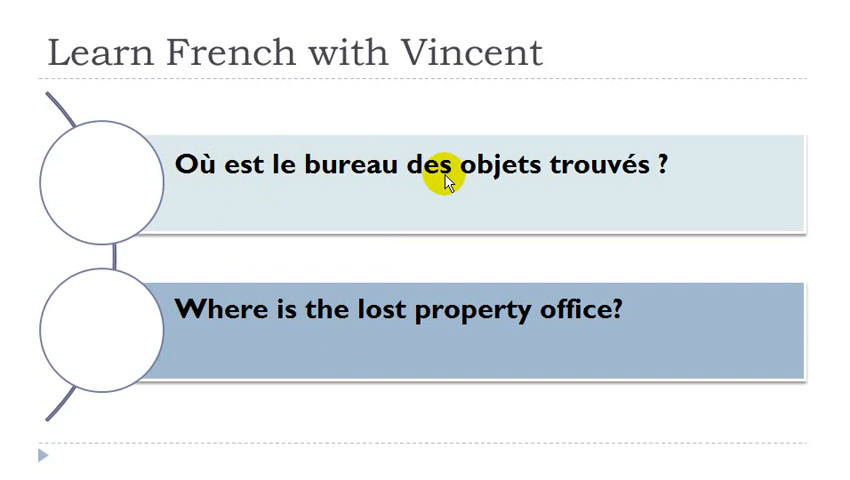 Learn French with Vincent
Où est le bureau des objets trouvés ?
Where is the lost property office?